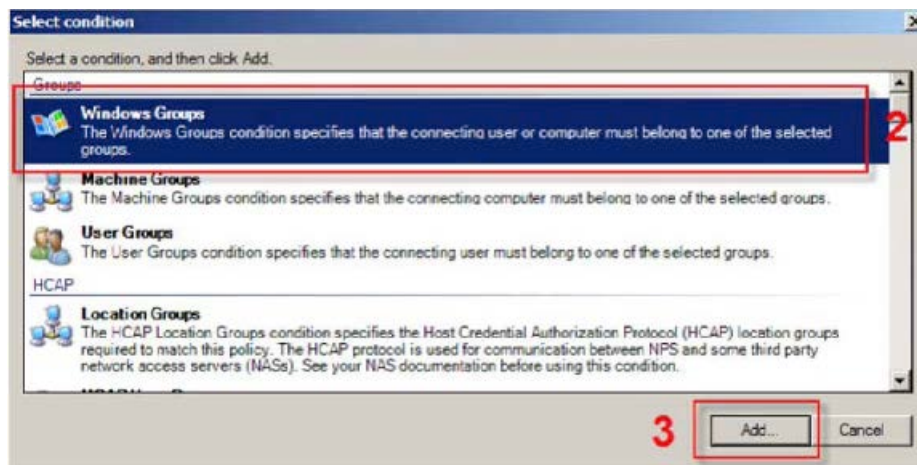 Select condition
Select a condition, and then click Add.
Groups
Windows Groups
The Windows Groups condition specifies that the connecting user or computer must belong to one of the selected
groups.
2
Machine Groups
The Machine Groups condition specifies that the connecting computer must belong to one of the selected groups.
User Groups
The User Groups condition specifies that the connecting user must belong to one of the selected groups.
HCAP
Location Groups
The HCAP Location Groups condition specifies the Host Credential Authorization Protocol (HCAP) location groups
required to match this policy. The HCAP protocol is used for communication between NPS and some third party
network access servers (NASs). See your NAS documentation before using this condition.
3
Add...
Cancel